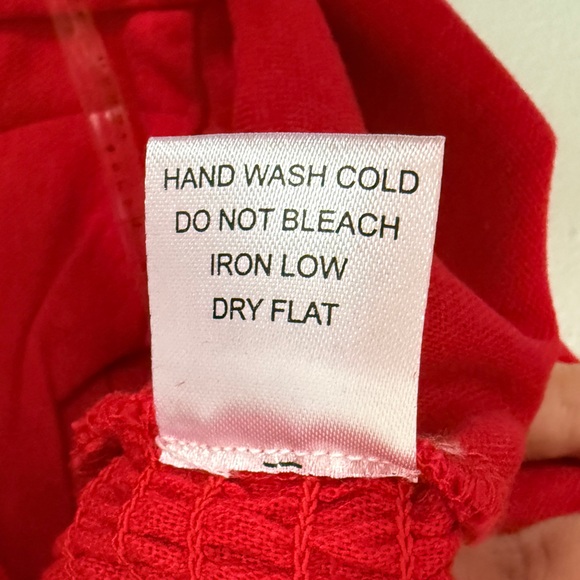 HAND WASH COLD
DO NOT BLEACH
IRON LOW
DRY FLAT